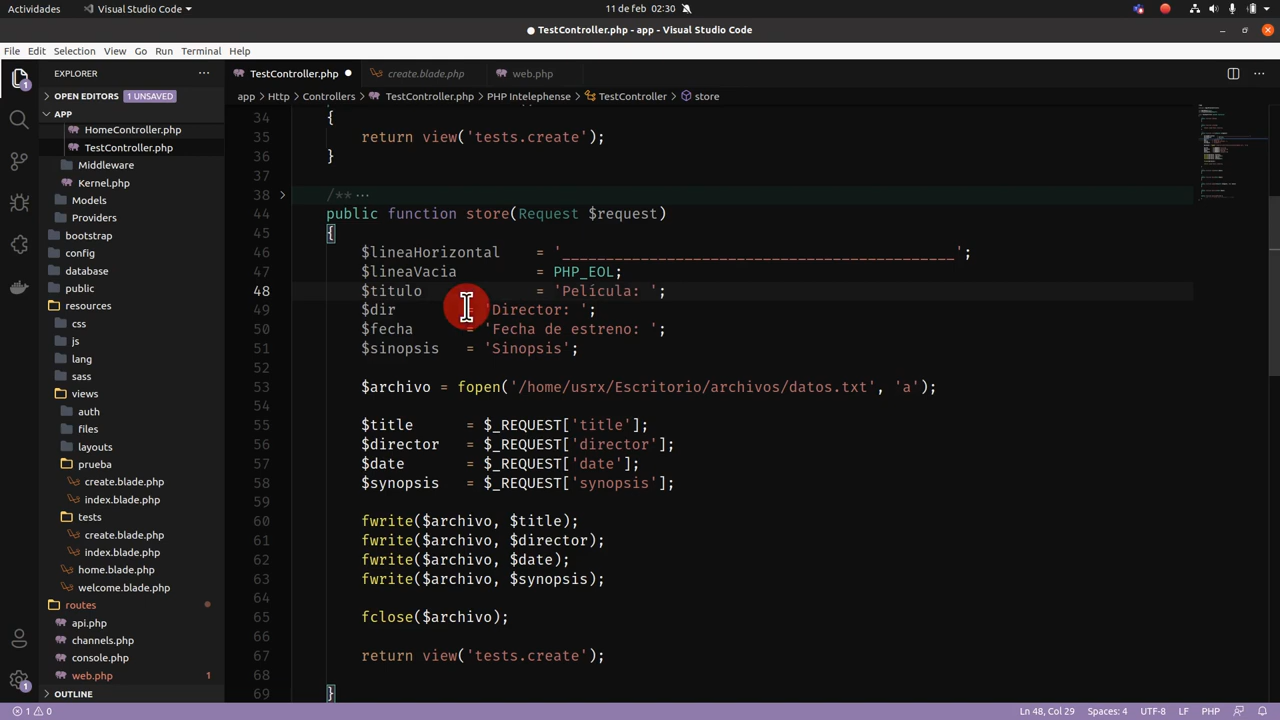 Actividades
Visual Studio Code
11 de feb 02:30
TestController.php - app - Visual Studio Code
File Edit Selection View Go Run Terminal Help
EXPLORER
TestController.php
create.blade.php
web.php
OPEN EDITORS 1 UNSAVED
app > Http > Controllers > TestController.php > PHP Intelephense > TestController > store
APP
HomeController.php
TestController.php
Middleware
Kernel.php
Models
Providers
bootstrap
config
database
public
resources
css
js
lang
sass
views
auth
files
layouts
prueba
create.blade.php
index.blade.php
tests
create.blade.php
index.blade.php
home.blade.php
welcome.blade.php
routes
api.php
channels.php
console.php
web.php 1
OUTLINE
34 {
35 return view('tests.create');
36 }
37
38 /** ...
44 public function store(Request $request)
45 {
46 $lineaHorizontal = '_____________________________________________';
47 $lineaVacia = PHP_EOL;
48 $titulo = 'Película: ';
49 $dir = 'Director: ';
50 $fecha = 'Fecha de estreno: ';
51 $sinopsis = 'Sinopsis';
52
53 $archivo = fopen('/home/usrx/Escritorio/archivos/datos.txt', 'a');
54
55 $title = $_REQUEST['title'];
56 $director = $_REQUEST['director'];
57 $date = $_REQUEST['date'];
58 $synopsis = $_REQUEST['synopsis'];
59
60 fwrite($archivo, $title);
61 fwrite($archivo, $director);
62 fwrite($archivo, $date);
63 fwrite($archivo, $synopsis);
64
65 fclose($archivo);
66
67 return view('tests.create');
68
69 }
1 0
Ln 48, Col 29 Spaces: 4 UTF-8 LF PHP